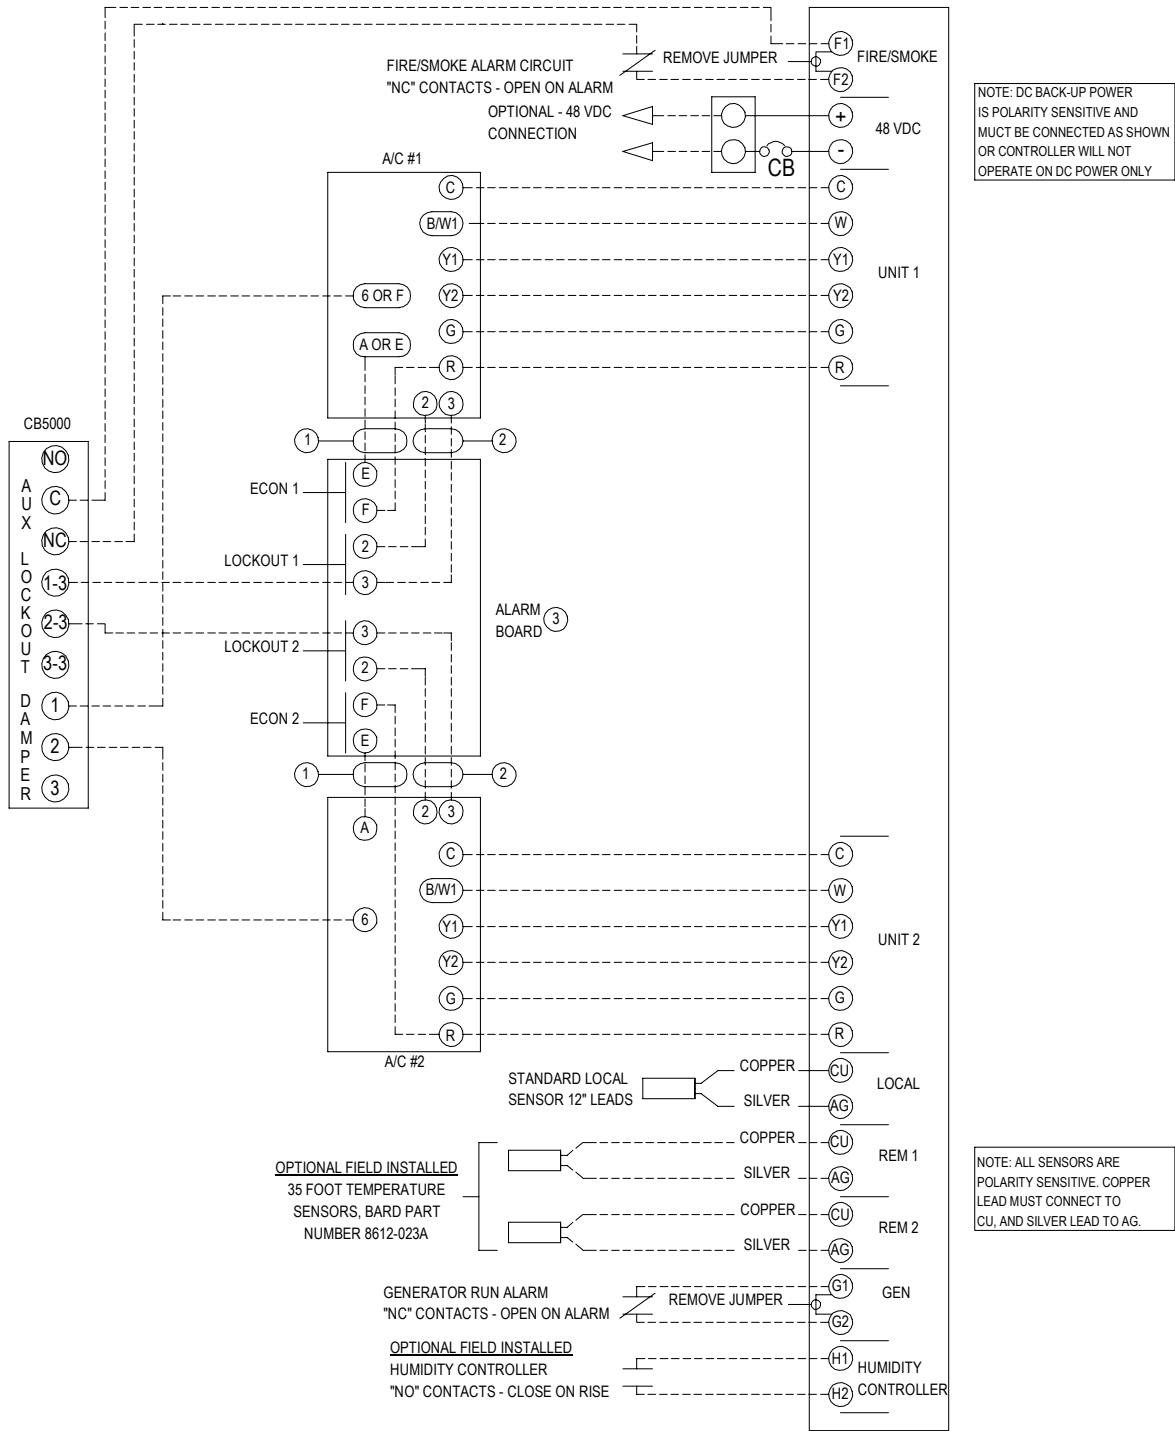 FIRE/SMOKE ALARM CIRCUIT
"NC" CONTACTS - OPEN ON ALARM
REMOVE JUMPER
F1
F2
FIRE/SMOKE
OPTIONAL - 48 VDC
CONNECTION
CB
+
-
48 VDC
NOTE: DC BACK-UP POWER
IS POLARITY SENSITIVE AND
MUCT BE CONNECTED AS SHOWN
OR CONTROLLER WILL NOT
OPERATE ON DC POWER ONLY
A/C #1
C
B/W1
Y1
6 OR F
Y2
G
A OR E
R
2
3
C
W
Y1
Y2
G
R
UNIT 1
CB5000
AUX LOCKOUT DAMPER
NO
C
NC
1-3
2-3
3-3
1
2
3
1
2
ECON 1
E
F
LOCKOUT 1
2
3
ALARM
BOARD
3
LOCKOUT 2
3
2
ECON 2
F
E
1
2
A
2
3
C
B/W1
6
Y1
Y2
G
R
A/C #2
C
W
Y1
Y2
G
R
UNIT 2
STANDARD LOCAL
SENSOR 12" LEADS
COPPER
SILVER
CU
AG
LOCAL
OPTIONAL FIELD INSTALLED
35 FOOT TEMPERATURE
SENSORS, BARD PART
NUMBER 8612-023A
COPPER
SILVER
CU
AG
REM 1
COPPER
SILVER
CU
AG
REM 2
NOTE: ALL SENSORS ARE
POLARITY SENSITIVE. COPPER
LEAD MUST CONNECT TO
CU, AND SILVER LEAD TO AG.
GENERATOR RUN ALARM
"NC" CONTACTS - OPEN ON ALARM
REMOVE JUMPER
G1
G2
GEN
OPTIONAL FIELD INSTALLED
HUMIDITY CONTROLLER
"NO" CONTACTS - CLOSE ON RISE
H1
H2
HUMIDITY
CONTROLLER